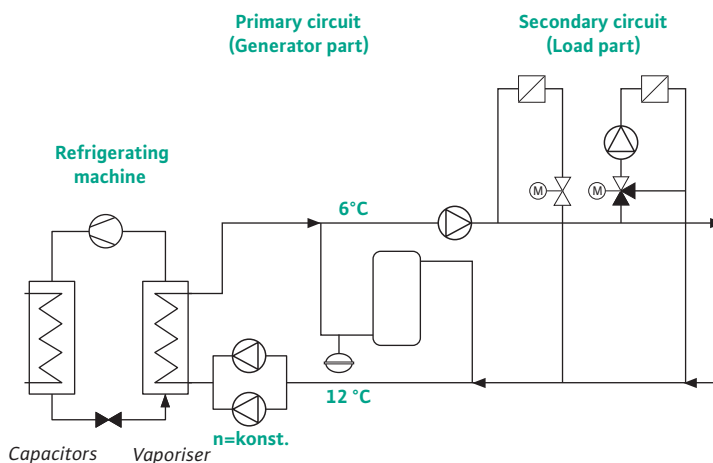 Primary circuit
(Generator part)
Secondary circuit
(Load part)
Refrigerating
machine
M
M
6°C
12 °C
n=konst.
Capacitors
Vaporiser